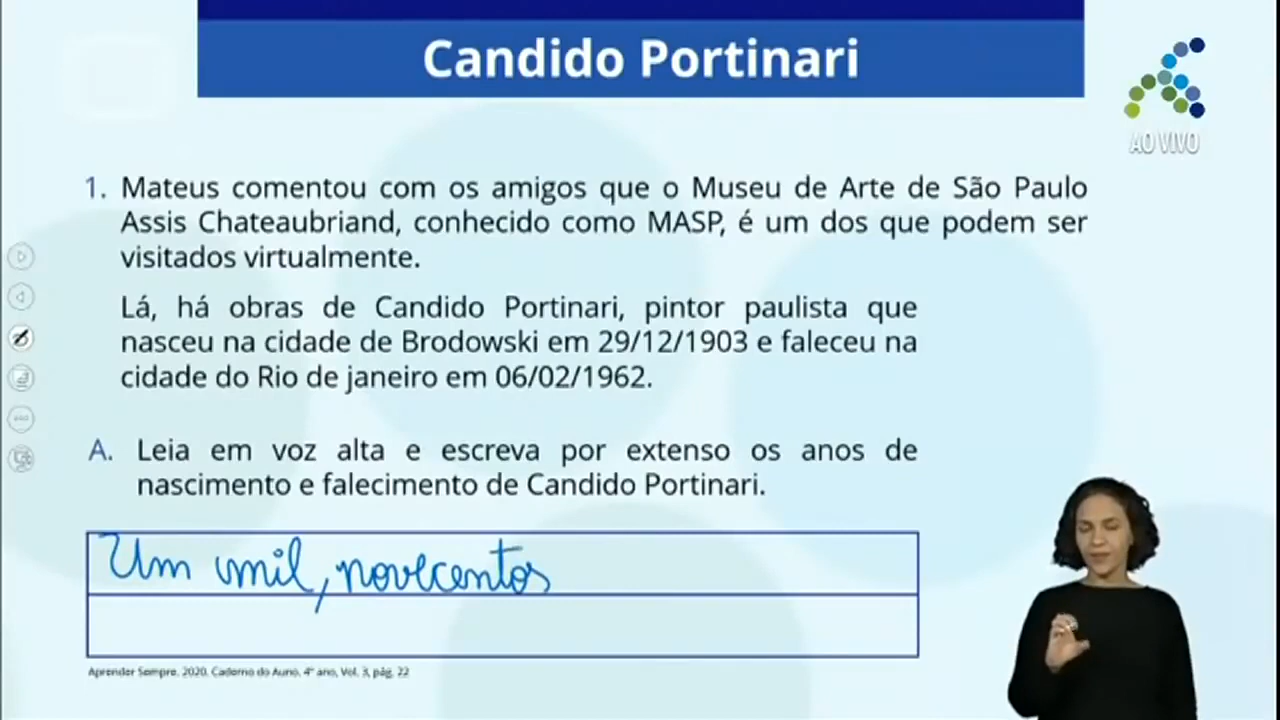 Candido Portinari
AO VIVO
1. Mateus comentou com os amigos que o Museu de Arte de São Paulo
Assis Chateaubriand, conhecido como MASP, é um dos que podem ser
visitados virtualmente.
Lá, há obras de Candido Portinari, pintor paulista que
nasceu na cidade de Brodowski em 29/12/1903 e faleceu na
cidade do Rio de janeiro em 06/02/1962.
A. Leia em voz alta e escreva por extenso os anos de
nascimento e falecimento de Candido Portinari.
Um mil, novecentos
Aprender Sempre, 2020, Caderno do Auno, 4º ano, Vol. 3, pág. 22